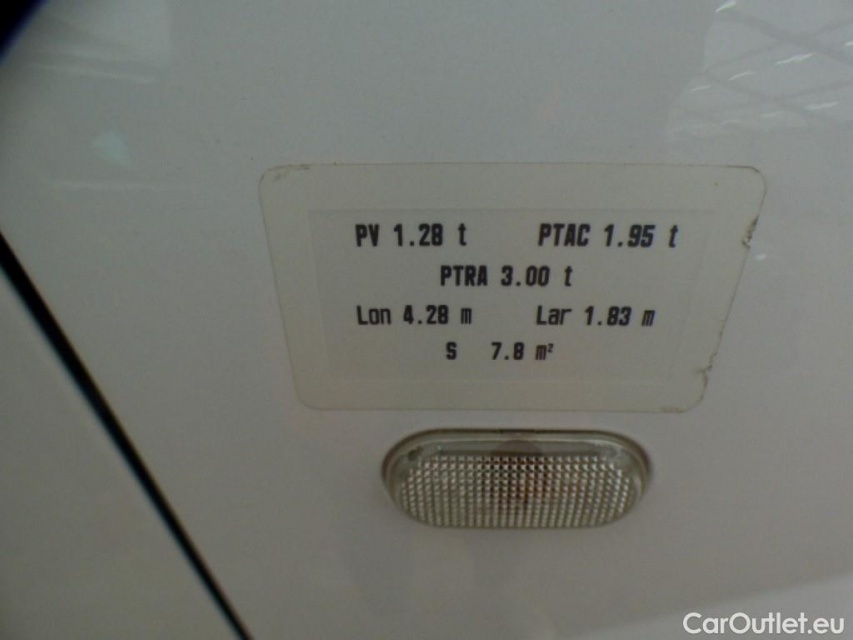 PV 1.28 t PTAC 1.95 t
PTRA 3.00 t
Lon 4.28 m Lar 1.83 m
S 7.8 m²
CarOutlet.eu